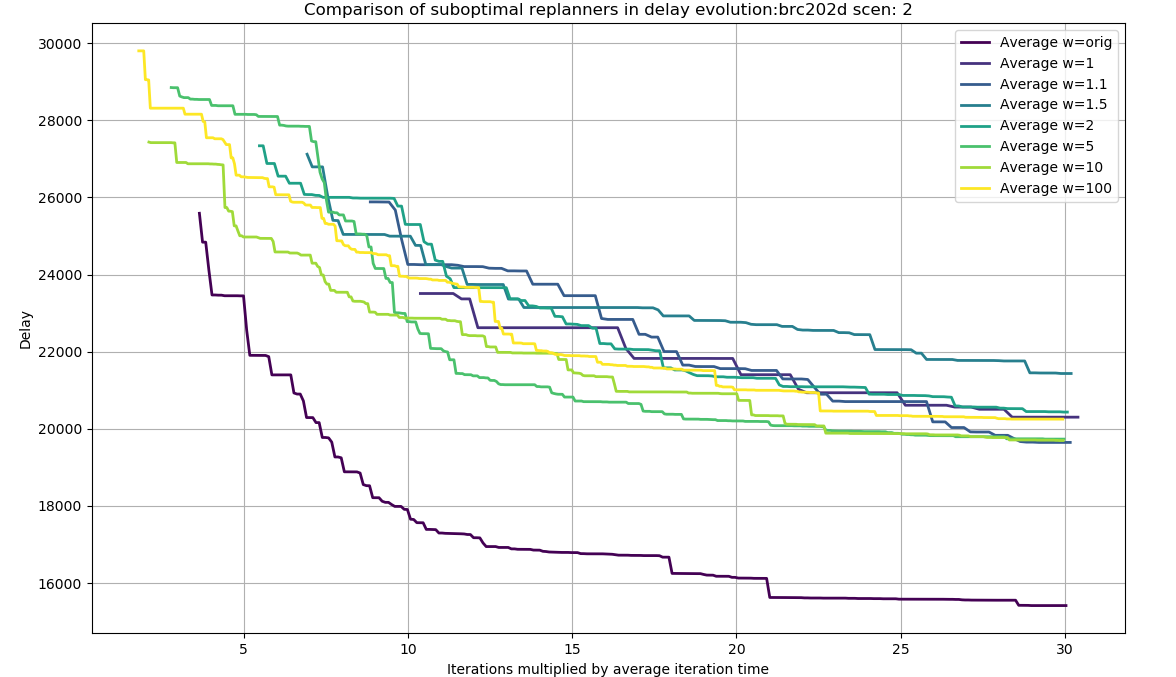 Comparison of suboptimal replanners in delay evolution:brc202d scen: 2
30000
28000
26000
24000
22000
20000
18000
16000
Delay
Average w=orig
Average w=1
Average w=1.1
Average w=1.5
Average w=2
Average w=5
Average w=10
Average w=100
5
10
15
20
25
30
Iterations multiplied by average iteration time